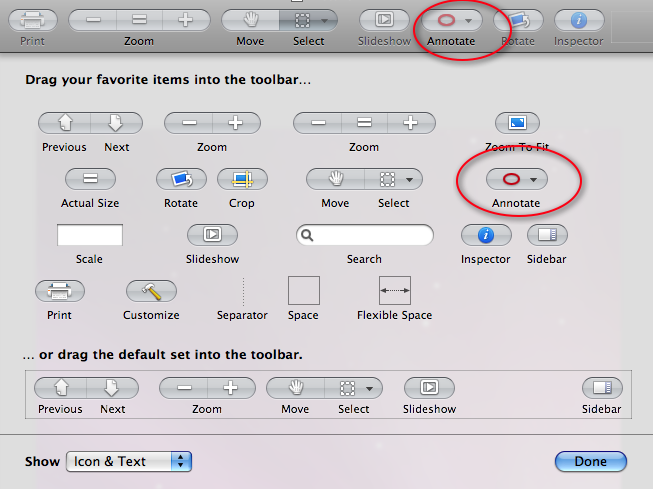 Print Zoom Move Select Slideshow Annotate Rotate Inspector
Drag your favorite items into the toolbar...
Previous Next Zoom Zoom Zoom To Fit
Actual Size Rotate Crop Move Select Annotate
Scale Slideshow Search Inspector Sidebar
Print Customize Separator Space Flexible Space
... or drag the default set into the toolbar.
Previous Next Zoom Move Select Slideshow Sidebar
Show Icon & Text Done